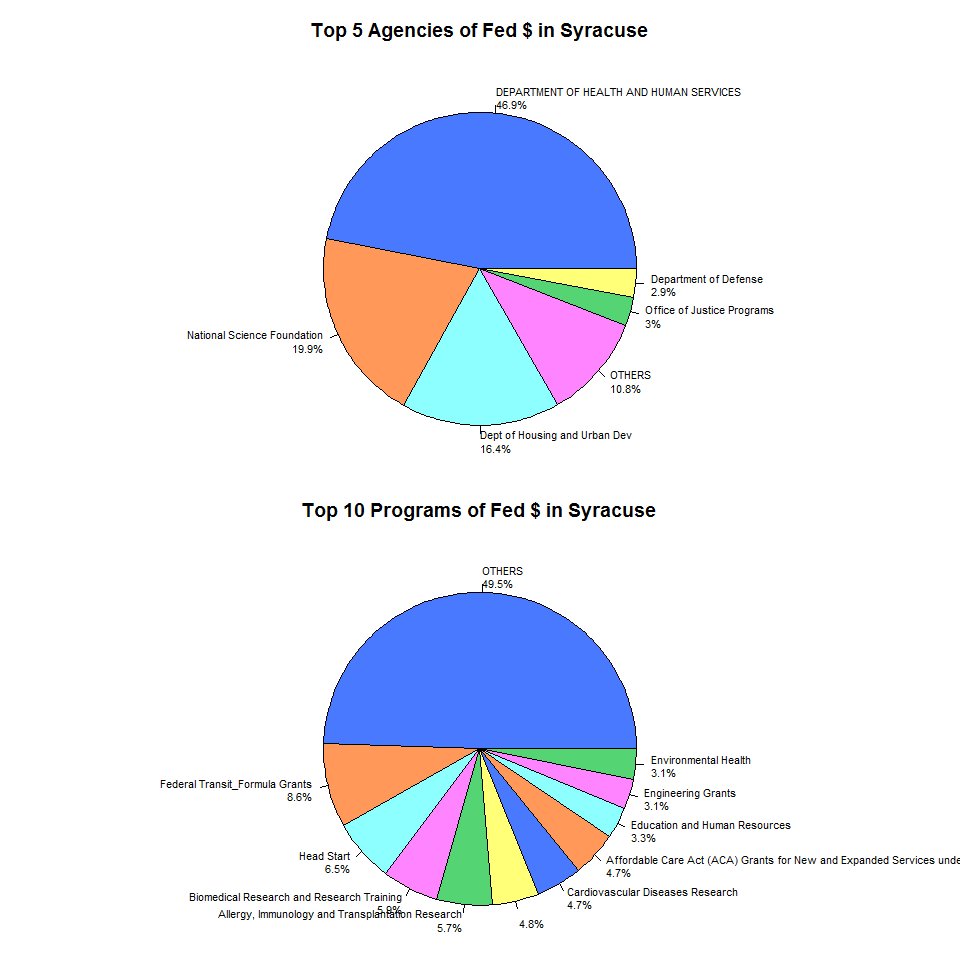 Top 5 Agencies of Fed $ in Syracuse
DEPARTMENT OF HEALTH AND HUMAN SERVICES
46.9%
Department of Defense
2.9%
Office of Justice Programs
3%
National Science Foundation
19.9%
OTHERS
10.8%
Dept of Housing and Urban Dev
16.4%
Top 10 Programs of Fed $ in Syracuse
OTHERS
49.5%
Environmental Health
3.1%
Federal Transit_Formula Grants
8.6%
Engineering Grants
3.1%
Education and Human Resources
3.3%
Head Start
6.5%
Affordable Care Act (ACA) Grants for New and Expanded Services unde
4.7%
Cardiovascular Diseases Research
4.7%
Biomedical Research and Research Training
5.9%
Allergy, Immunology and Transplantation Research
5.7%
4.8%